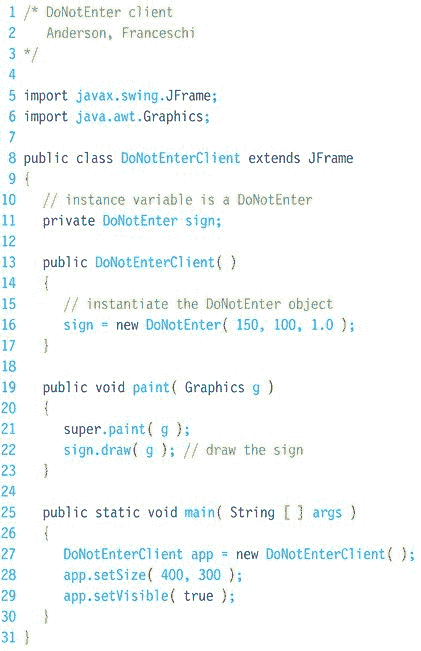 1 /* DoNotEnter client
2 Anderson, Franceschi
3 */
4
5 import javax.swing.JFrame;
6 import java.awt.Graphics;
7
8 public class DoNotEnterClient extends JFrame
9 {
10 // instance variable is a DoNotEnter
11 private DoNotEnter sign;
12
13 public DoNotEnterClient( )
14 {
15 // instantiate the DoNotEnter object
16 sign = new DoNotEnter( 150, 100, 1.0 );
17 }
18
19 public void paint( Graphics g )
20 {
21 super.paint( g );
22 sign.draw( g ); // draw the sign
23 }
24
25 public static void main( String [ ] args )
26 {
27 DoNotEnterClient app = new DoNotEnterClient( );
28 app.setSize( 400, 300 );
29 app.setVisible( true );
30 }
31 }